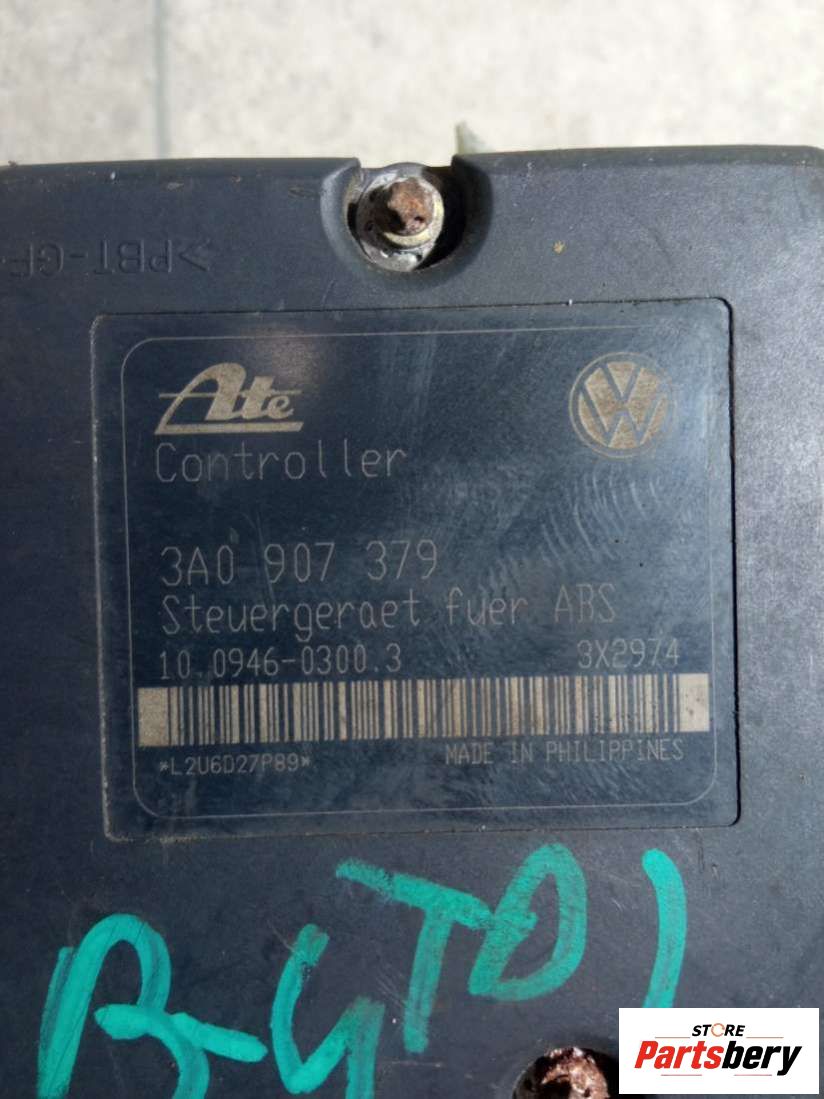 >PBT-GF
Ate
Controller
3A0 907 379
Steuergeraet fuer ABS
10.0946-0300.3 3X2974
*L2U6D27P89*
MADE IN PHILIPPINES
B-4TDI
STORE
Partsbery